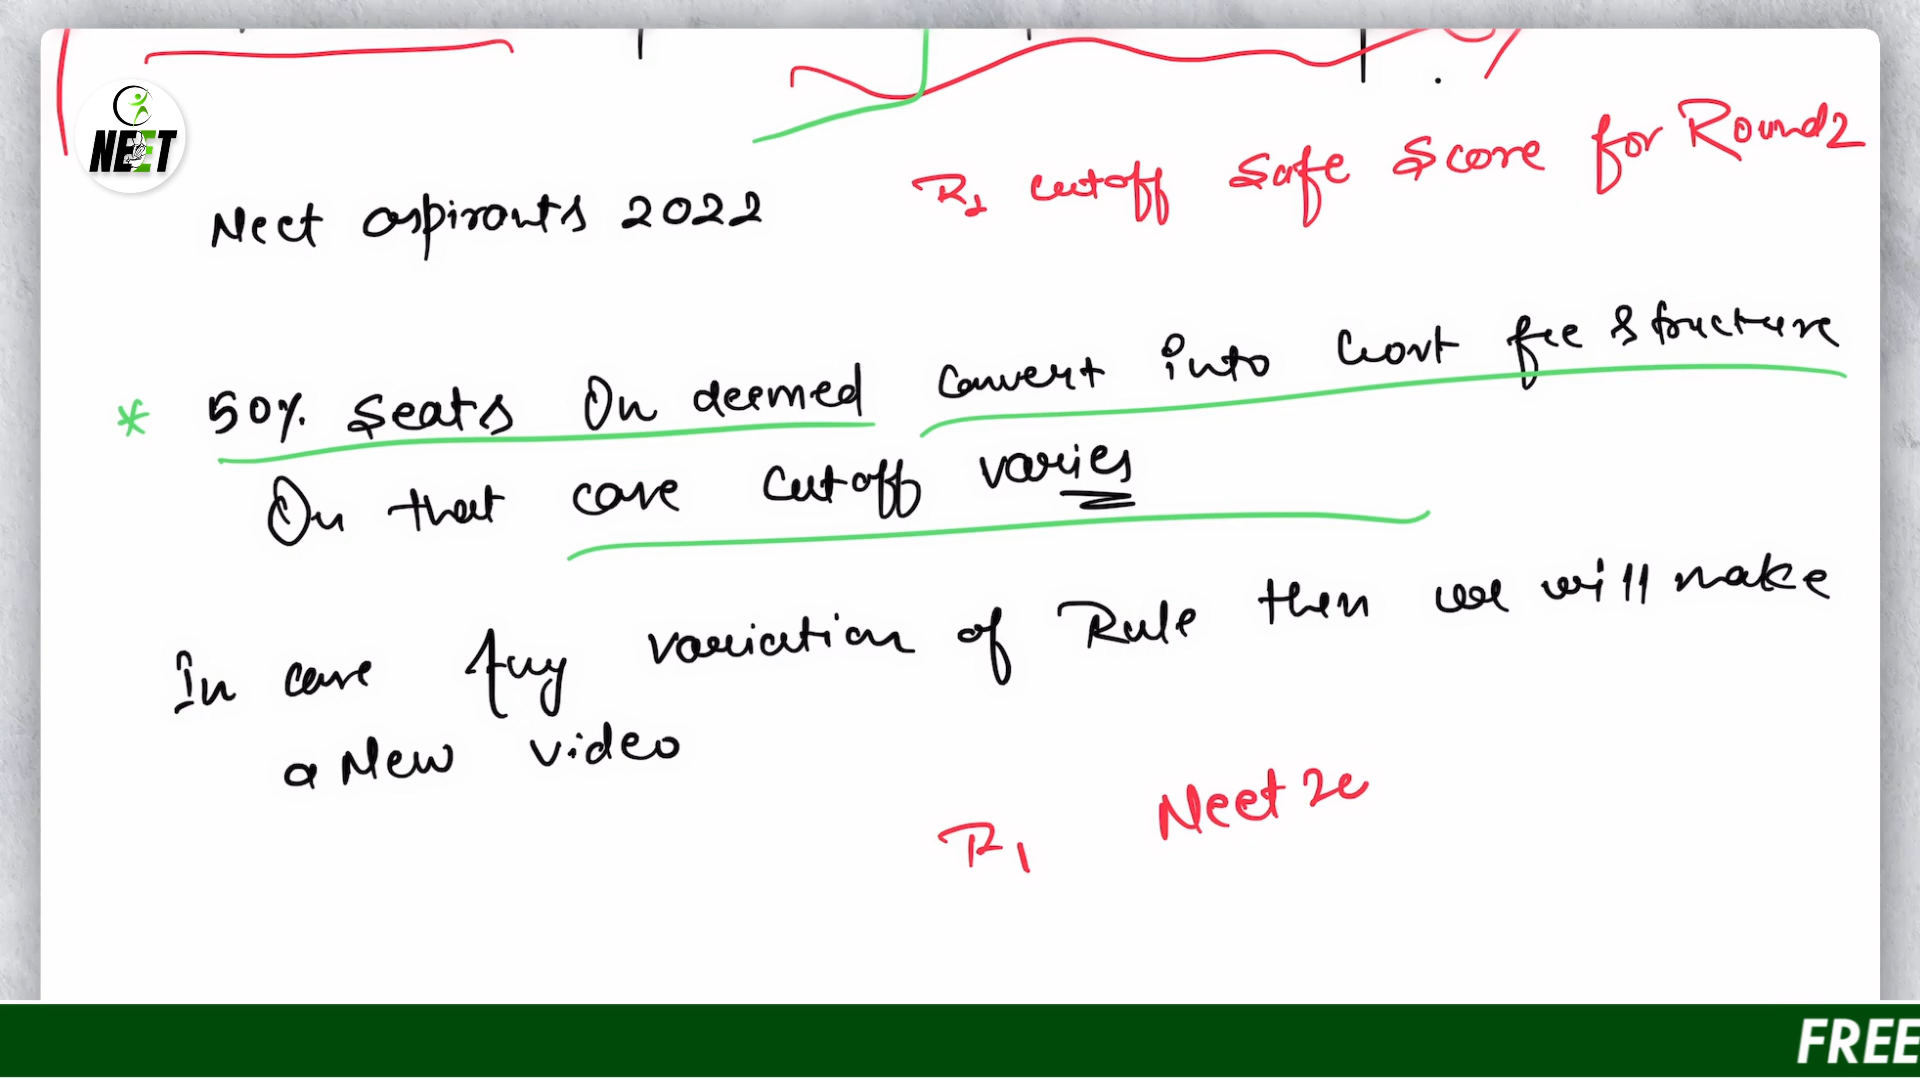 NEET
R1 cutoff safe score for Round2
Neet aspirants 2022
* 50% seats On deemed convert into Govt fee structure
On that case cutoff varies
In case Any variation of Rule then we will make
a New video
R1 Neet 20
FREE